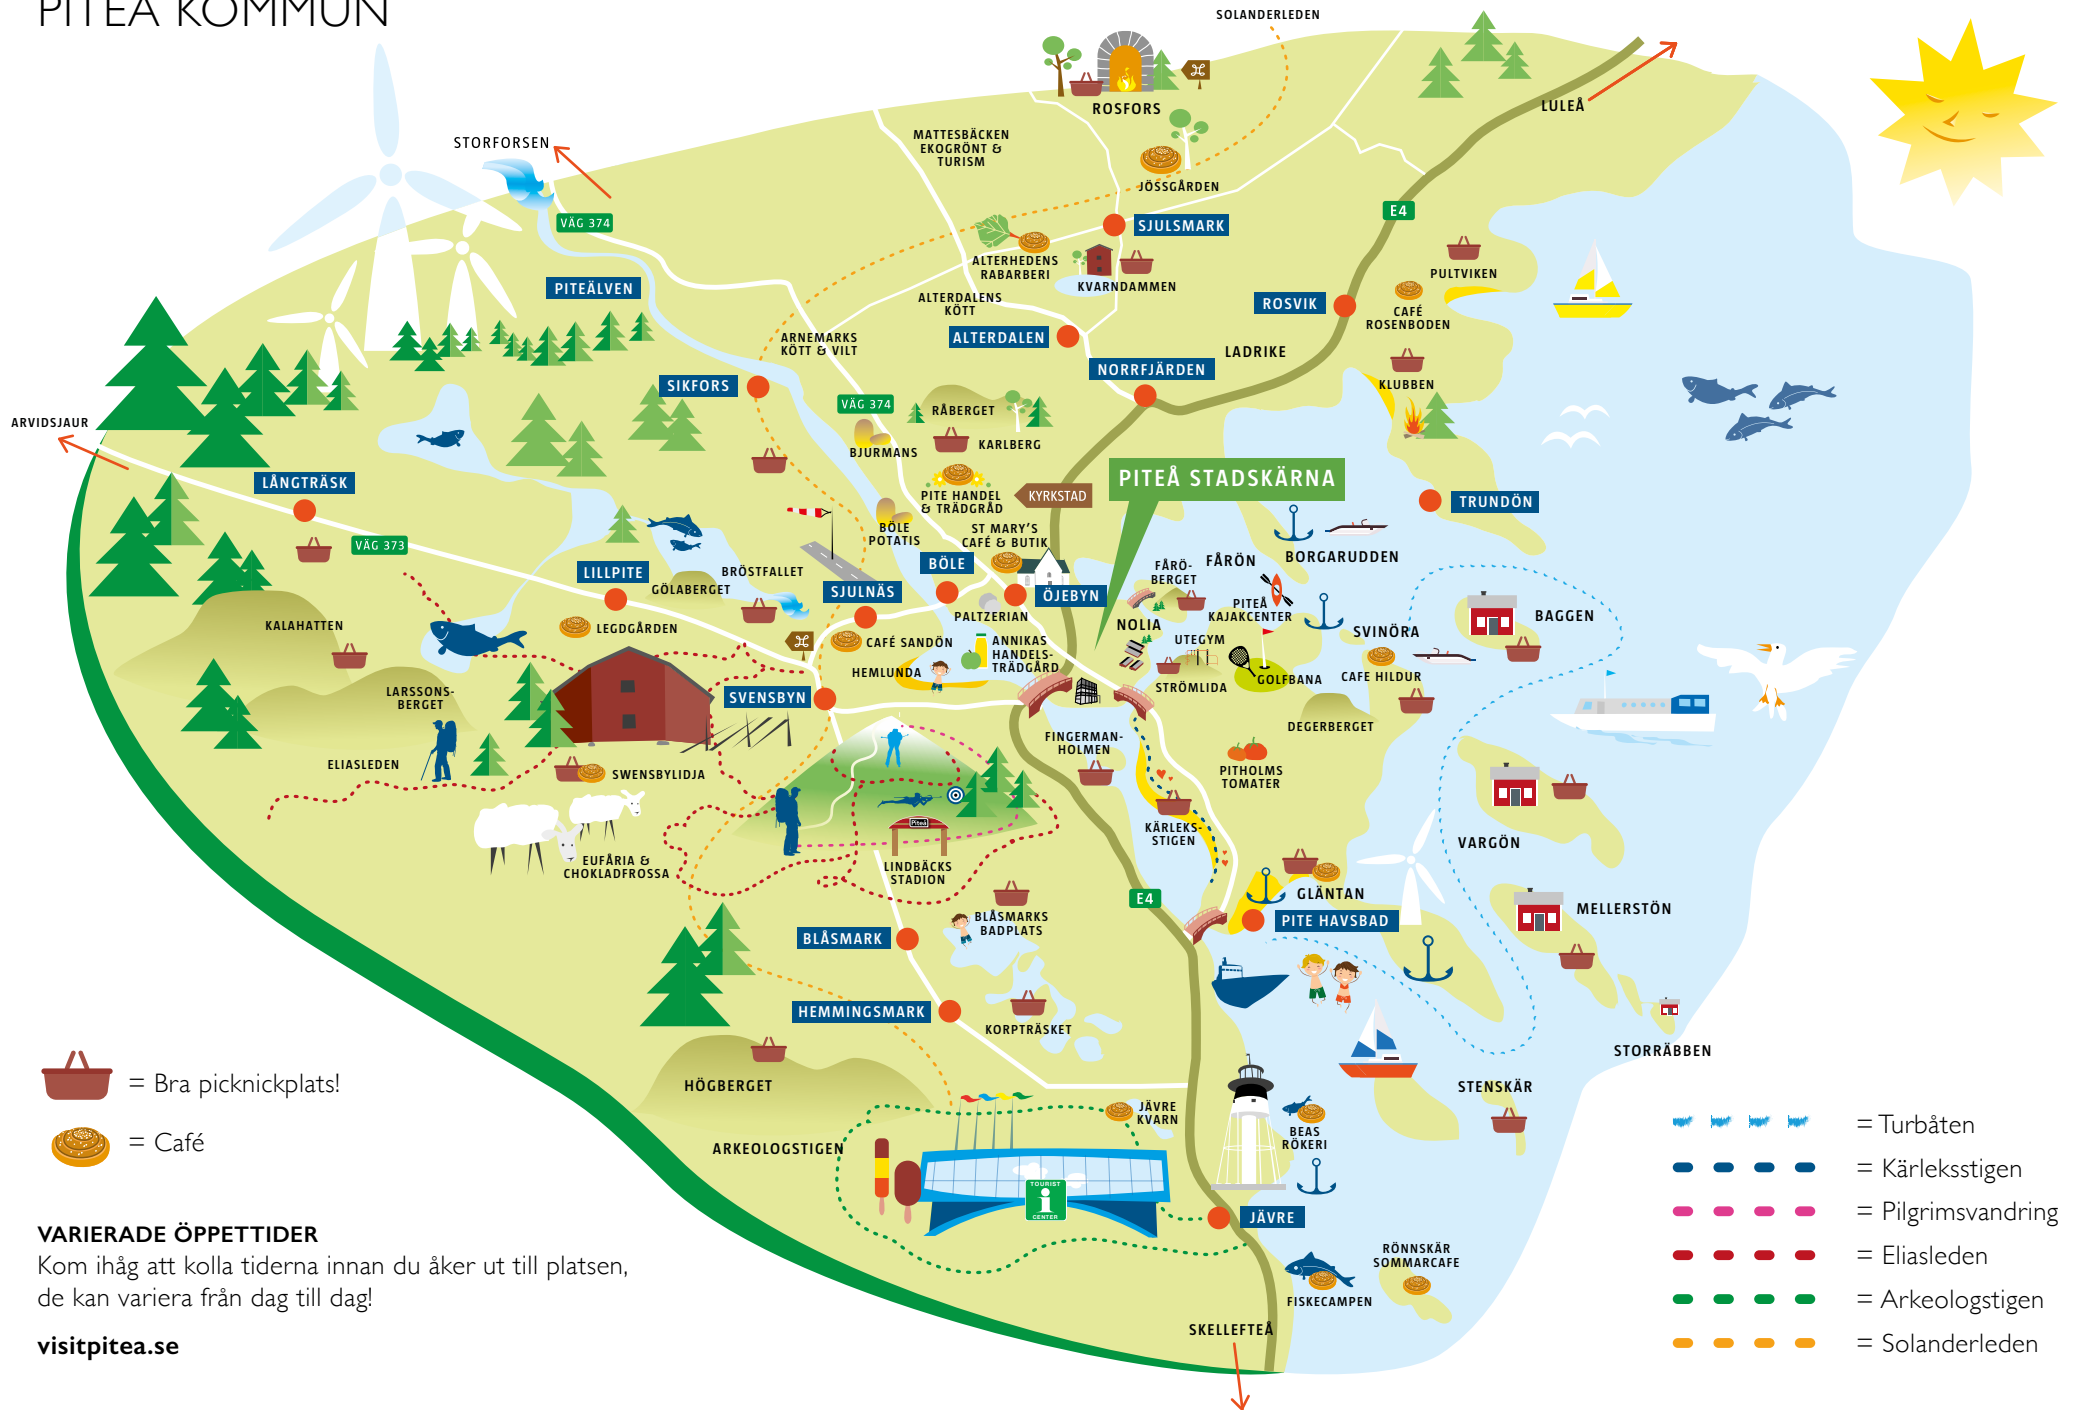 PITEÅ KOMMUN
SOLANDERLEDEN
ROSFORS
LULEÅ
STORFORSEN
MATTESBÄCKEN
EKOGRÖNT &
TURISM
JÖSSGÅRDEN
VÄG 374
E4
SJULSMARK
ALTERHEDENS
RABARBERI
KVARNDAMMEN
PULTVIKEN
PITEÄLVEN
ALTERDALENS
KÖTT
ROSVIK
CAFÉ
ROSENBODEN
ARNEMARKS
KÖTT & VILT
ALTERDALEN
LADRIKE
NORRFJÄRDEN
KLUBBEN
SIKFORS
VÄG 374
RÅBERGET
ARVIDSJAUR
BJURMANS
KARLBERG
LÅNGTRÄSK
PITEÅ STADSKÄRNA
PITE HANDEL
& TRÄDGRÅD
KYRKSTAD
TRUNDÖN
BÖLE
POTATIS
ST MARY'S
CAFÉ & BUTIK
VÄG 373
BORGARUDDEN
FÅRÖN
FÅRÖ-
BERGET
LILLPITE
GÖLABERGET
BRÖSTFALLET
BÖLE
SJULNÄS
ÖJEBYN
PITEÅ
KAJAKCENTER
BAGGEN
PALTZERIAN
NOLIA
SVINÖRA
KALAHATTEN
LEGDGÅRDEN
CAFÉ SANDÖN
ANNIKAS
HANDELS-
TRÄDGÅRD
UTEGYM
HEMLUNDA
STRÖMLIDA
GOLFBANA
CAFE HILDUR
LARSSONS-
BERGET
SVENSBYN
DEGERBERGET
FINGERMAN-
HOLMEN
ELIASLEDEN
SWENSBYLIDJA
PITHOLMS
TOMATER
Piteå
KÄRLEKS-
STIGEN
VARGÖN
EUFÅRIA &
CHOKLADFROSSA
LINDBÄCKS
STADION
E4
GLÄNTAN
BLÅSMARKS
BADPLATS
PITE HAVSBAD
MELLERSTÖN
BLÅSMARK
HEMMINGSMARK
KORPTRÄSKET
STORRÄBBEN
HÖGBERGET
STENSKÄR
= Bra picknickplats!
= Café
JÄVRE
KVARN
BEAS
RÖKERI
ARKEOLOGSTIGEN
TOURIST
i
CENTER
JÄVRE
RÖNNSKÄR
SOMMARCAFE
FISKECAMPEN
SKELLEFTEÅ
VARIERADE ÖPPETTIDER
Kom ihåg att kolla tiderna innan du åker ut till platsen,
de kan variera från dag till dag!
visitpitea.se
= Turbåten
= Kärleksstigen
= Pilgrimsvandring
= Eliasleden
= Arkeologstigen
= Solanderleden